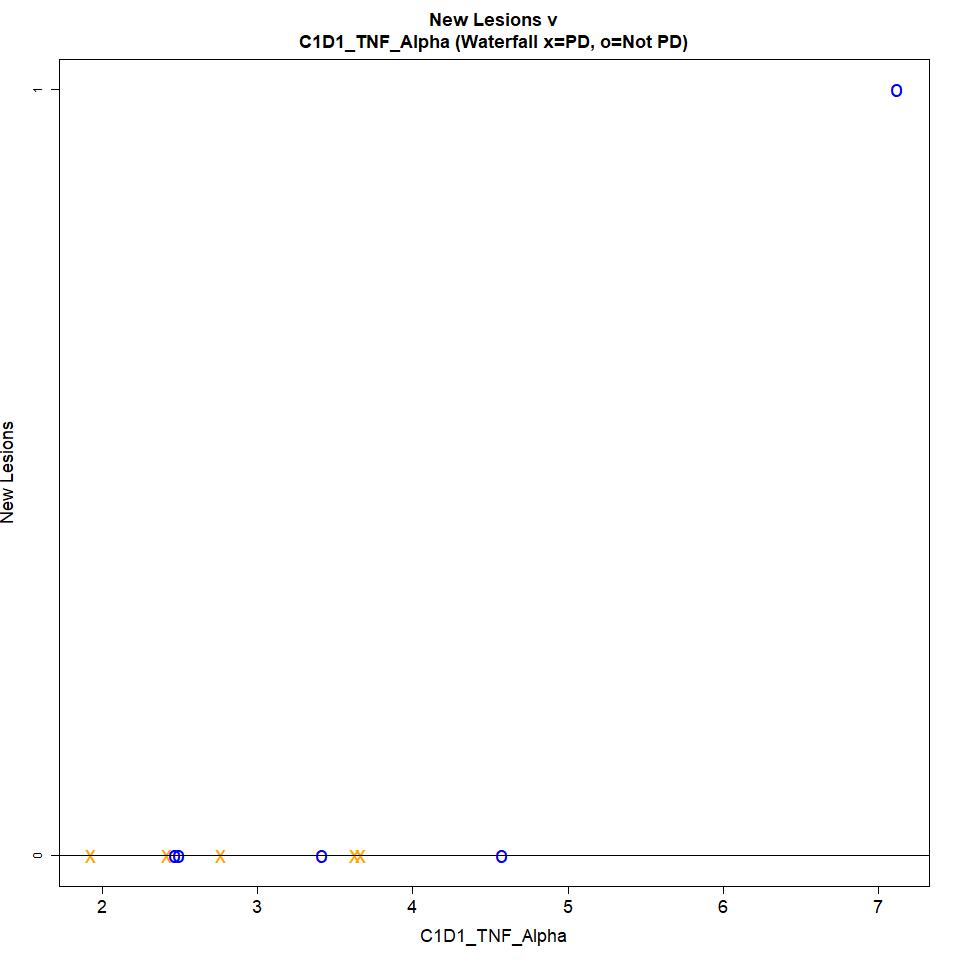 New Lesions v
C1D1_TNF_Alpha (Waterfall x=PD, o=Not PD)
1
o
New Lesions
0
x x o o x o x x o
2 3 4 5 6 7
C1D1_TNF_Alpha